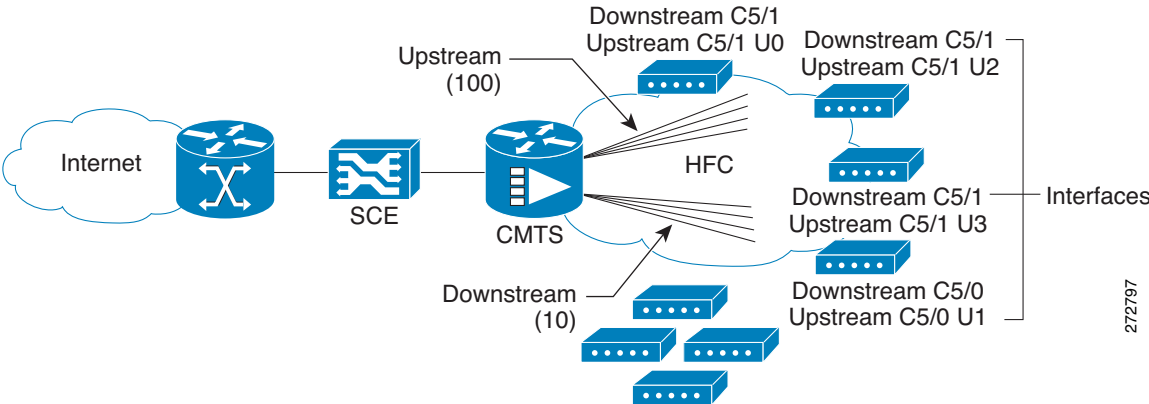 Downstream C5/1
Upstream C5/1 U0
Upstream
(100)
Downstream C5/1
Upstream C5/1 U2
Internet
SCE
CMTS
HFC
Downstream C5/1
Upstream C5/1 U3
Interfaces
Downstream
(10)
Downstream C5/0
Upstream C5/0 U1
272797